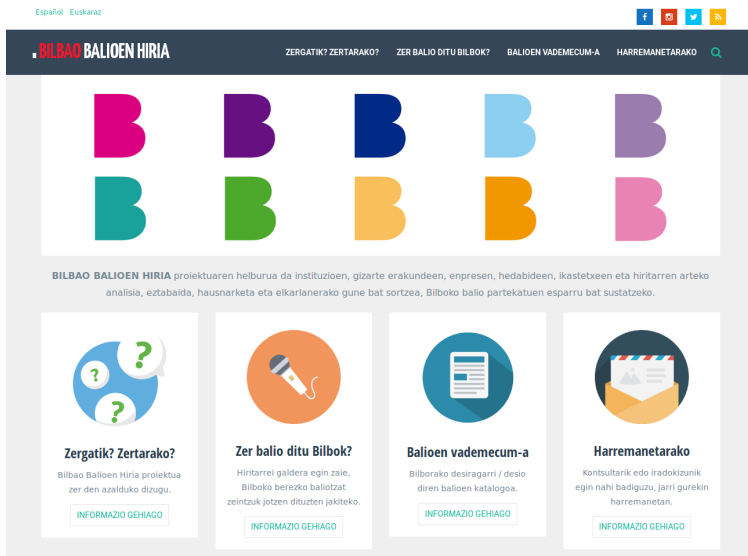 Español Euskaraz
.BILBAO BALIOEN HIRIA
ZERGATIK? ZERTARAKO? ZER BALIO DITU BILBOK? BALIOEN VADEMECUM-A HARREMANETARAKO
B B B B B
B B B B B
BILBAO BALIOEN HIRIA proiektuaren helburua da instituzioen, gizarte erakundeen, enpresen, hedabideen, ikastetxeen eta hiritarren arteko
analisia, eztabaida, hausnarketa eta elkarlanerako gune bat sortzea, Bilboko balio partekatuen esparru bat sustatzeko.
? ? ?
Zergatik? Zertarako?
Bilbao Balioen Hiria proiektua
zer den azalduko dizugu.
INFORMAZIO GEHIAGO
Zer balio ditu Bilbok?
Hiritarrei galdera egin zaie,
Bilboko berezko baliotzat
zeintzuk jotzen dituzten jakiteko.
INFORMAZIO GEHIAGO
Balioen vademecum-a
Bilborako desiragarri / desio
diren balioen katalogoa.
INFORMAZIO GEHIAGO
Harremanetarako
Kontsultarik edo iradokizunik
egin nahi badiguzu, jarri gurekin
harremanetan.
INFORMAZIO GEHIAGO